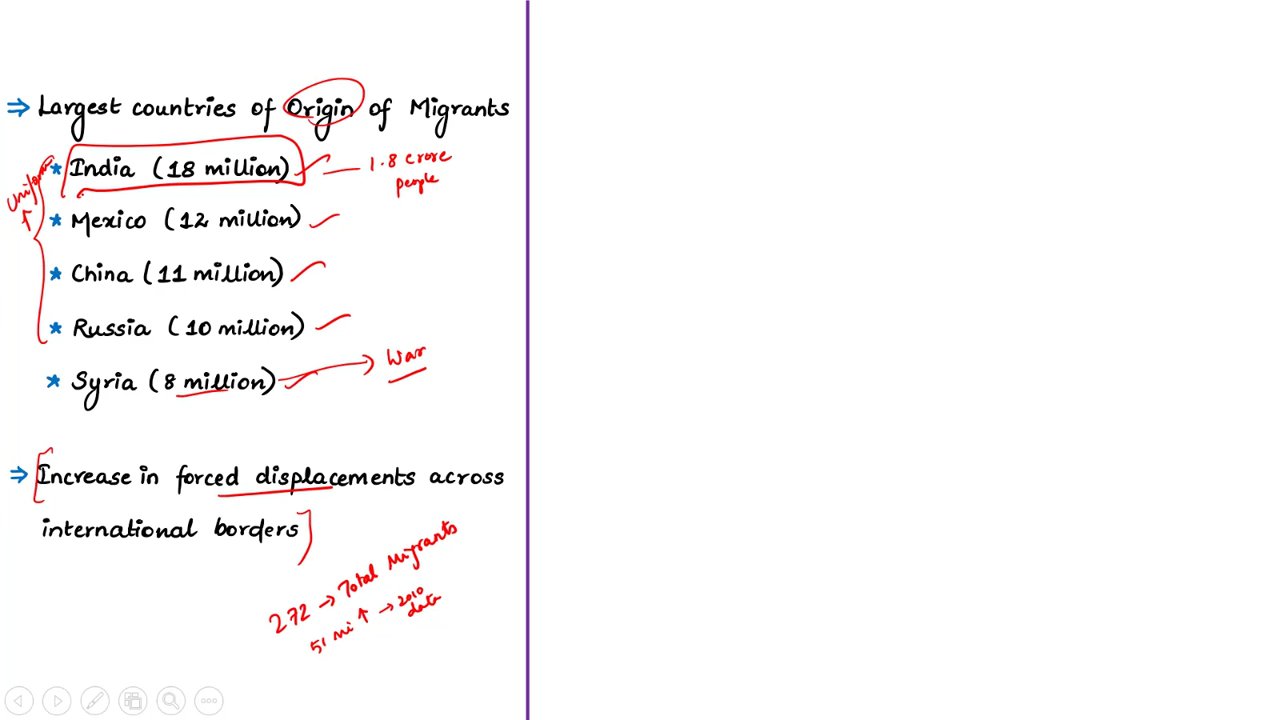 ⇒ Largest countries of Origin of Migrants
* India (18 million) — 1.8 crore
people
Uniform ↑
* Mexico (12 million)
* China (11 million)
* Russia (10 million)
* Syria (8 million) → War
⇒ [Increase in forced displacements across
international borders]
272 → Total Migrants
51 mi ↑ → 2010
data